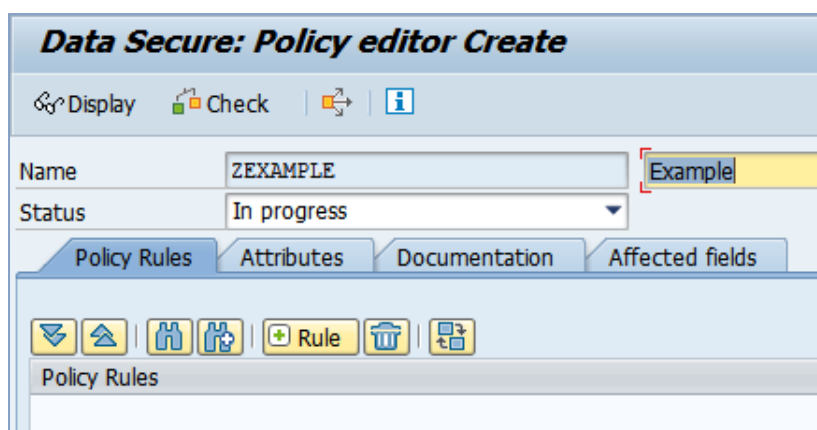 Data Secure: Policy editor Create
Display Check
Name ZEXAMPLE Example
Status In progress
Policy Rules Attributes Documentation Affected fields
Rule
Policy Rules